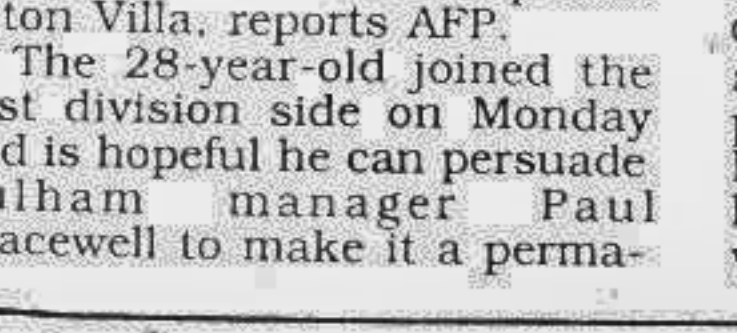 ton Villa, reports AFP.
The 28-year-old joined the
st division side on Monday
d is hopeful he can persuade
lham manager Paul
acewell to make it a perma-